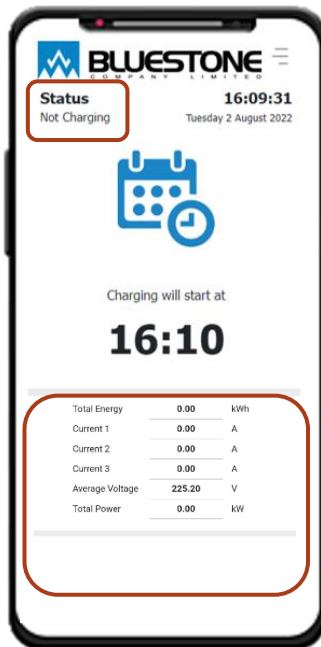 BLUESTONE
COMPANY LIMITED
Status 16:09:31
Not Charging Tuesday 2 August 2022
Charging will start at
16:10
Total Energy 0.00 kWh
Current 1 0.00 A
Current 2 0.00 A
Current 3 0.00 A
Average Voltage 225.20 V
Total Power 0.00 kW